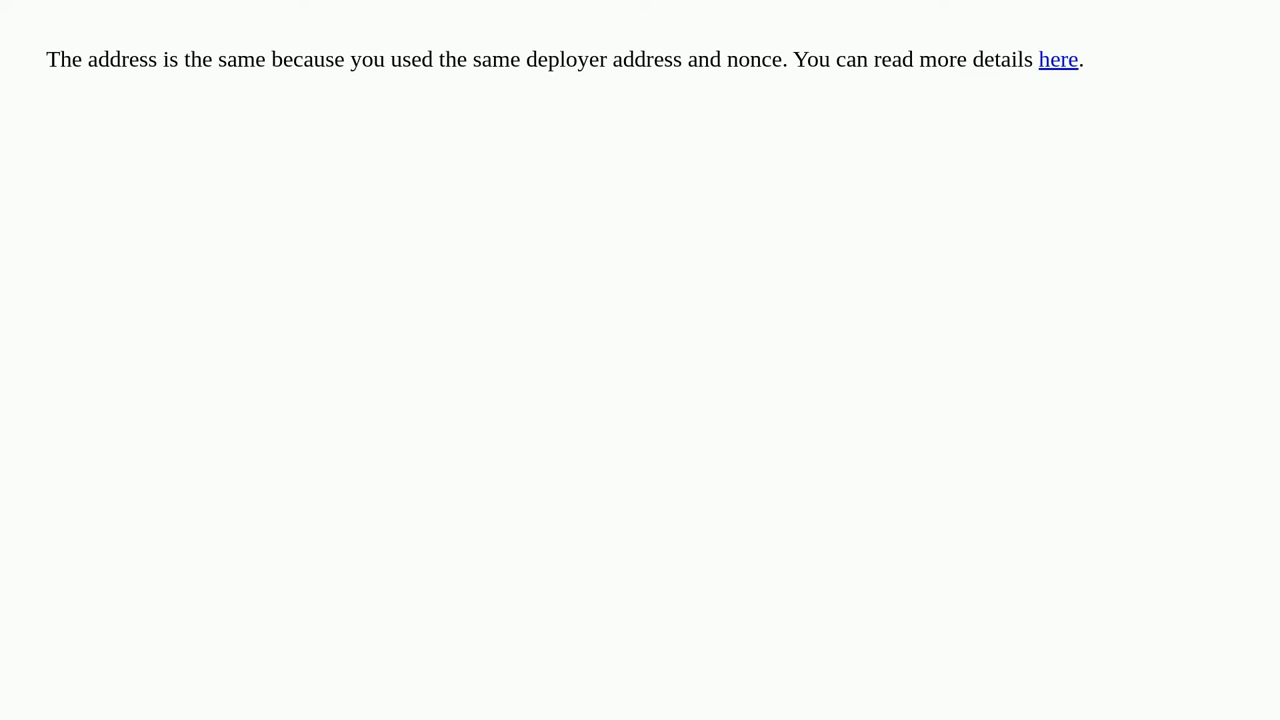 The address is the same because you used the same deployer address and nonce. You can read more details here.